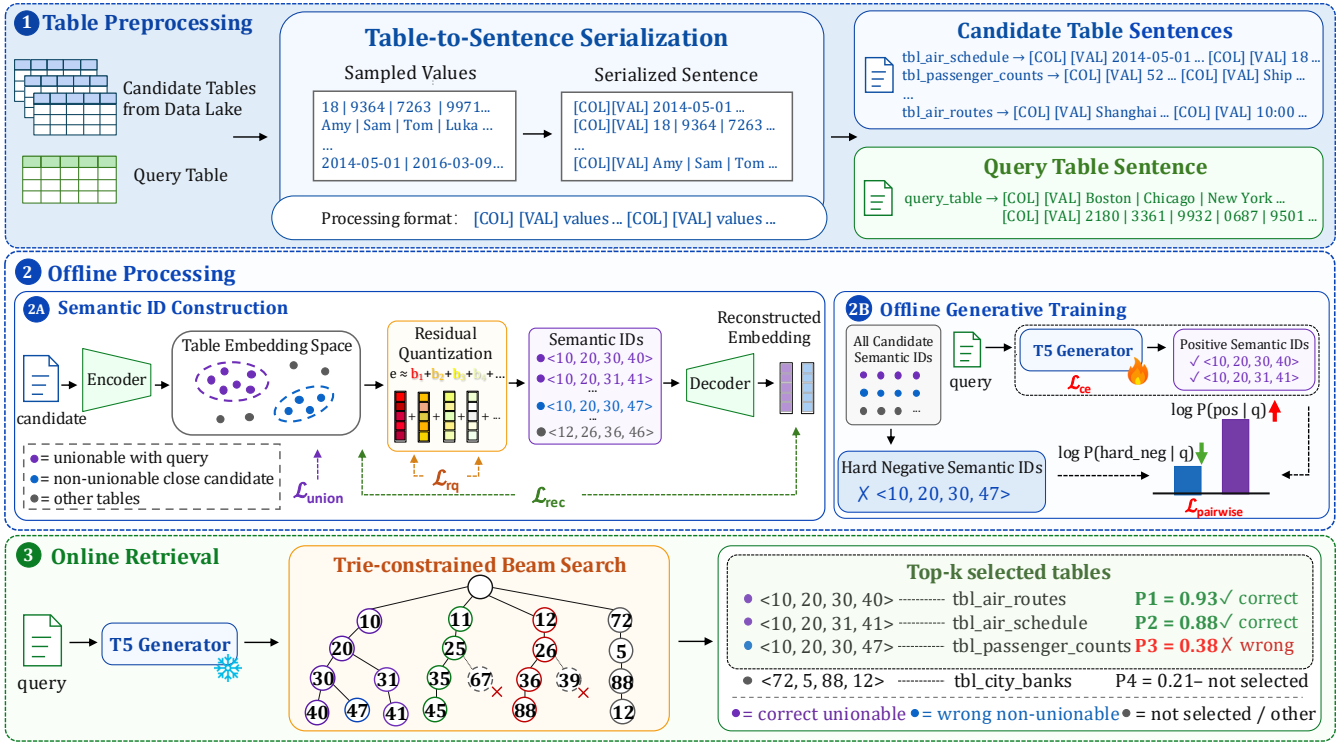 1 Table Preprocessing
Candidate Tables
from Data Lake
Query Table
Table-to-Sentence Serialization
Sampled Values
18 | 9364 | 7263 | 9971...
Amy | Sam | Tom | Luka ...
...
2014-05-01 | 2016-03-09...
Serialized Sentence
[COL][VAL] 2014-05-01 ...
[COL][VAL] 18 | 9364 | 7263 ...
...
[COL][VAL] Amy | Sam | Tom ...
Processing format: [COL] [VAL] values ... [COL] [VAL] values ...
Candidate Table Sentences
tbl_air_schedule → [COL] [VAL] 2014-05-01 ... [COL] [VAL] 18 ...
tbl_passenger_counts → [COL] [VAL] 52 ... [COL] [VAL] Ship ...
...
tbl_air_routes → [COL] [VAL] Shanghai ... [COL] [VAL] 10:00 ...
Query Table Sentence
query_table → [COL] [VAL] Boston | Chicago | New York ...
[COL] [VAL] 2180 | 3361 | 9932 | 0687 | 9501 ...
2 Offline Processing
2A Semantic ID Construction
candidate
Encoder
Table Embedding Space
Residual
Quantization
e ≈ b1+b2+b3+b4+...
+ + + ...
Semantic IDs
<10, 20, 30, 40>
<10, 20, 31, 41>
...
<10, 20, 30, 47>
...
<12, 26, 36, 46>
Decoder
Reconstructed
Embedding
= unionable with query
= non-unionable close candidate
= other tables
ℒunion
ℒrq
ℒrec
2B Offline Generative Training
All Candidate
Semantic IDs
...
query
T5 Generator
ℒce
Positive Semantic IDs
✓ <10, 20, 30, 40>
✓ <10, 20, 31, 41>
log P(pos | q)
log P(hard_neg | q)
Hard Negative Semantic IDs
✗ <10, 20, 30, 47>
ℒpairwise
3 Online Retrieval
query
T5 Generator
Trie-constrained Beam Search
10 11 12 72
20 25 26 5
30 31 35 67 36 39 88
40 47 41 45 88 12
Top-k selected tables
<10, 20, 30, 40> ---------- tbl_air_routes P1 = 0.93✓ correct
<10, 20, 31, 41> ---------- tbl_air_schedule P2 = 0.88✓ correct
<10, 20, 30, 47> ---------- tbl_passenger_counts P3 = 0.38✗ wrong
<72, 5, 88, 12> ---------- tbl_city_banks P4 = 0.21– not selected
= correct unionable = wrong non-unionable = not selected / other